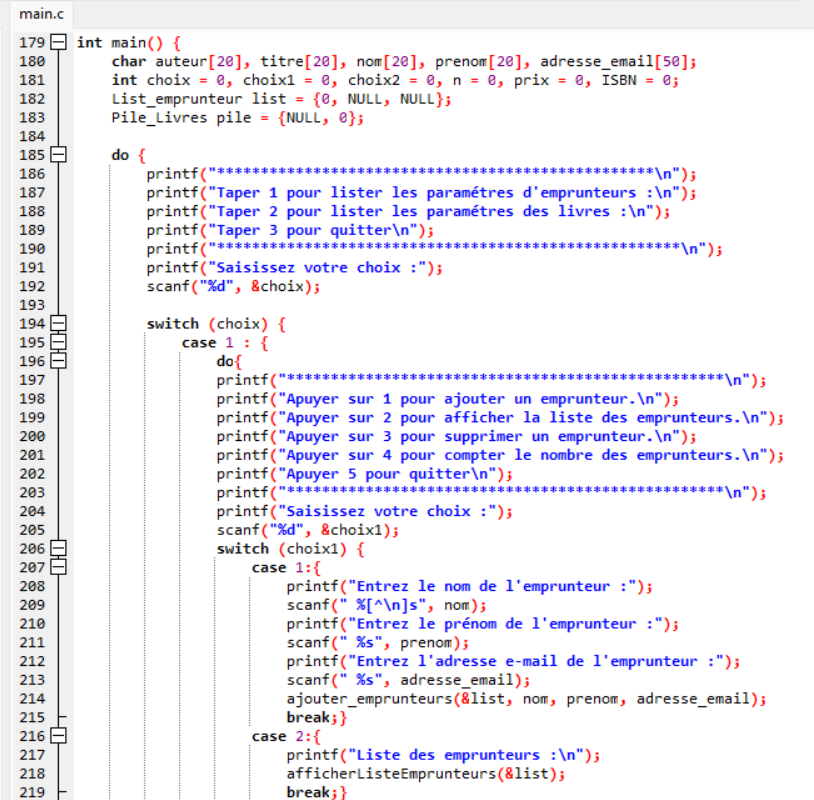 main.c
179 int main() {
180 char auteur[20], titre[20], nom[20], prenom[20], adresse_email[50];
181 int choix = 0, choix1 = 0, choix2 = 0, n = 0, prix = 0, ISBN = 0;
182 List_emprunteur list = {0, NULL, NULL};
183 Pile_Livres pile = {NULL, 0};
184
185 do {
186 printf("**************************************************\n");
187 printf("Taper 1 pour lister les paramétres d'emprunteurs :\n");
188 printf("Taper 2 pour lister les paramétres des livres :\n");
189 printf("Taper 3 pour quitter\n");
190 printf("*****************************************************\n");
191 printf("Saisissez votre choix :");
192 scanf("%d", &choix);
193
194 switch (choix) {
195 case 1 : {
196 do{
197 printf("**************************************************\n");
198 printf("Apuyer sur 1 pour ajouter un emprunteur.\n");
199 printf("Apuyer sur 2 pour afficher la liste des emprunteurs.\n");
200 printf("Apuyer sur 3 pour supprimer un emprunteur.\n");
201 printf("Apuyer sur 4 pour compter le nombre des emprunteurs.\n");
202 printf("Apuyer 5 pour quitter\n");
203 printf("**************************************************\n");
204 printf("Saisissez votre choix :");
205 scanf("%d", &choix1);
206 switch (choix1) {
207 case 1:{
208 printf("Entrez le nom de l'emprunteur :");
209 scanf(" %[^\n]s", nom);
210 printf("Entrez le prénom de l'emprunteur :");
211 scanf(" %s", prenom);
212 printf("Entrez l'adresse e-mail de l'emprunteur :");
213 scanf(" %s", adresse_email);
214 ajouter_emprunteurs(&list, nom, prenom, adresse_email);
215 break;}
216 case 2:{
217 printf("Liste des emprunteurs :\n");
218 afficherListeEmprunteurs(&list);
219 break;}